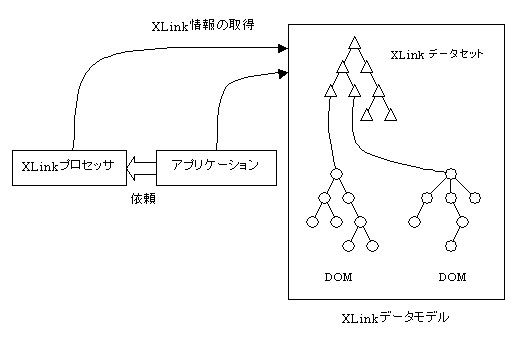 XLink情報の取得
XLink データセット
XLinkプロセッサ
アプリケーション
依頼
DOM
DOM
XLinkデータモデル